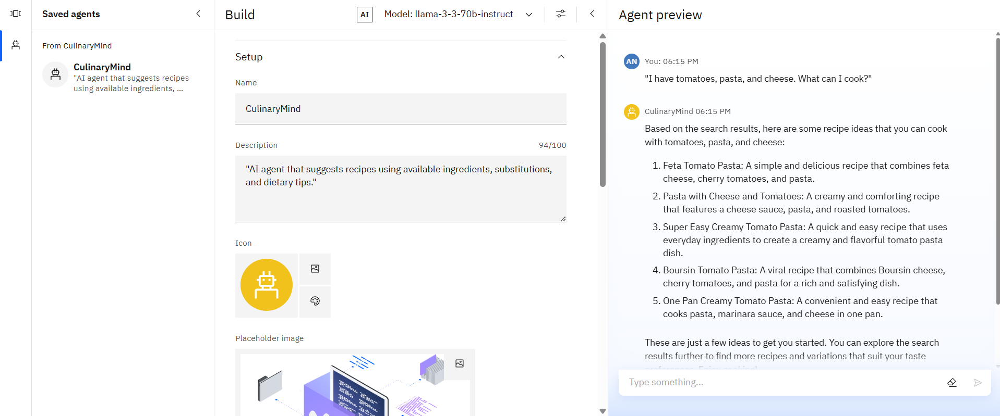 Saved agents
From CulinaryMind
CulinaryMind
"AI agent that suggests recipes
using available ingredients, ...
Build
AI
Model: llama-3-3-70b-instruct
Setup
Name
CulinaryMind
Description
94/100
"AI agent that suggests recipes using available ingredients, substitutions,
and dietary tips."
Icon
Placeholder image
Agent preview
AN
You: 06:15 PM
"I have tomatoes, pasta, and cheese. What can I cook?"
CulinaryMind 06:15 PM
Based on the search results, here are some recipe ideas that you can cook
with tomatoes, pasta, and cheese:
1. Feta Tomato Pasta: A simple and delicious recipe that combines feta
cheese, cherry tomatoes, and pasta.
2. Pasta with Cheese and Tomatoes: A creamy and comforting recipe
that features a cheese sauce, pasta, and roasted tomatoes.
3. Super Easy Creamy Tomato Pasta: A quick and easy recipe that uses
everyday ingredients to create a creamy and flavorful tomato pasta
dish.
4. Boursin Tomato Pasta: A viral recipe that combines Boursin cheese,
cherry tomatoes, and pasta for a rich and satisfying dish.
5. One Pan Creamy Tomato Pasta: A convenient and easy recipe that
cooks pasta, marinara sauce, and cheese in one pan.
These are just a few ideas to get you started. You can explore the search
results further to find more recipes and variations that suit your taste
Type something...